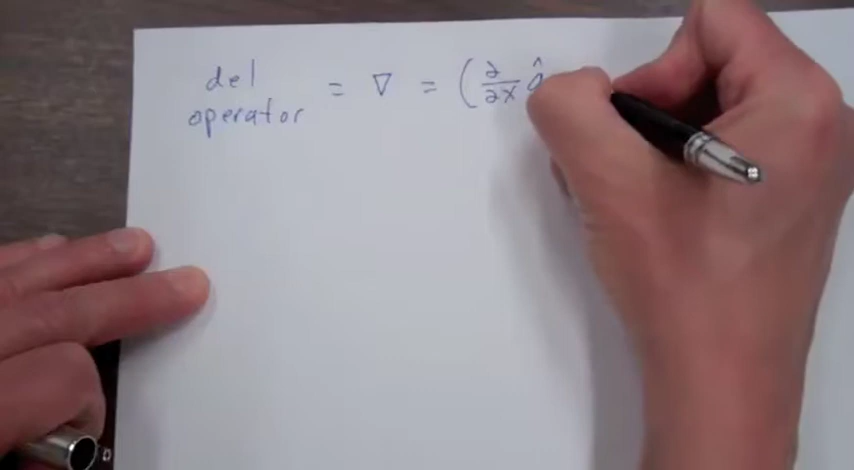 del
operator = ∇ = ( ∂/∂x â